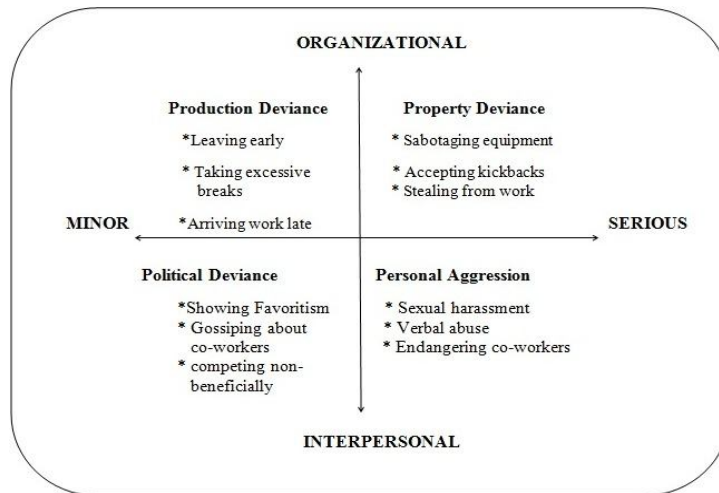 ORGANIZATIONAL
Production Deviance
*Leaving early
* Taking excessive
breaks
*Arriving work late
Property Deviance
* Sabotaging equipment
* Accepting kickbacks
* Stealing from work
MINOR
SERIOUS
Political Deviance
*Showing Favoritism
* Gossiping about
co-workers
* competing non-
beneficially
Personal Aggression
* Sexual harassment
* Verbal abuse
* Endangering co-workers
INTERPERSONAL